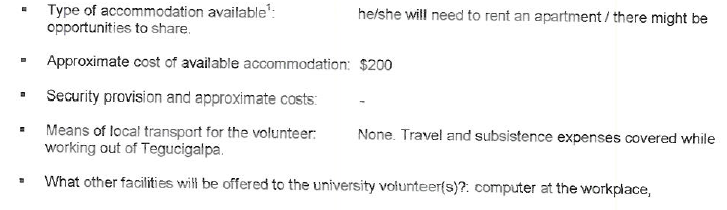 ▪ Type of accommodation available¹: he/she will need to rent an apartment / there might be
opportunities to share.
▪ Approximate cost of available accommodation: $200
▪ Security provision and approximate costs: -
▪ Means of local transport for the volunteer: None. Travel and subsistence expenses covered while
working out of Tegucigalpa.
▪ What other facilities will be offered to the university volunteer(s)?: computer at the workplace,